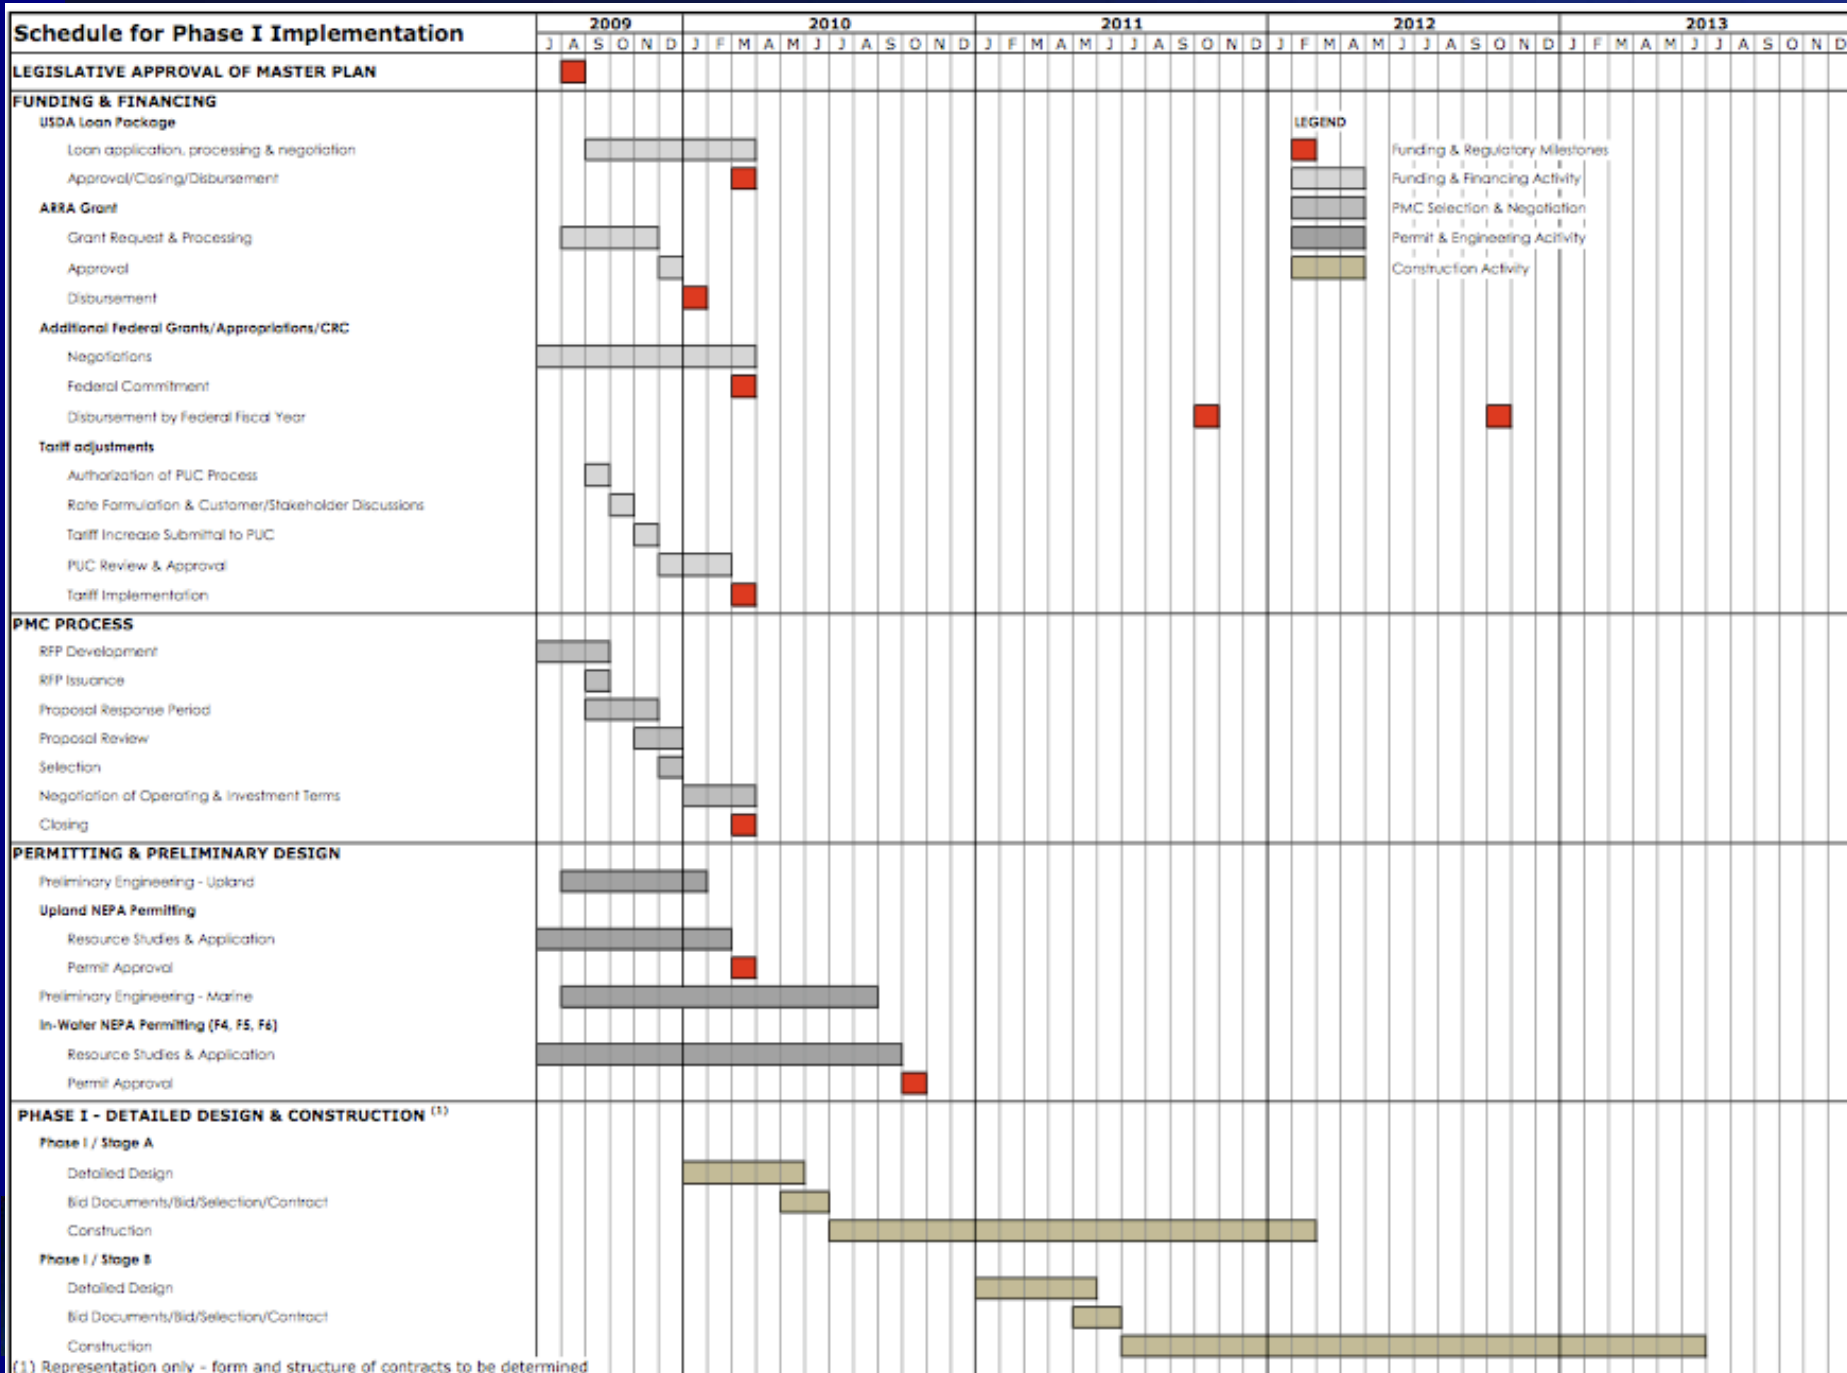 Schedule for Phase I Implementation
2009 2010 2011 2012 2013
J A S O N D J F M A M J J A S O N D J F M A M J J A S O N D J F M A M J J A S O N D J F M A M J J A S O N D
LEGISLATIVE APPROVAL OF MASTER PLAN
FUNDING & FINANCING
USDA Loan Package
LEGEND
Loan application, processing & negotiation
Funding & Regulatory Milestones
Approval/Closing/Disbursement
Funding & Financing Activity
ARRA Grant
PMC Selection & Negotiation
Grant Request & Processing
Permit & Engineering Acitivity
Approval
Construction Activity
Disbursement
Additional Federal Grants/Appropriations/CRC
Negotiations
Federal Commitment
Disbursement by Federal Fiscal Year
Tariff adjustments
Authorization of PUC Process
Rate Formulation & Customer/Stakeholder Discussions
Tariff Increase Submittal to PUC
PUC Review & Approval
Tariff Implementation
PMC PROCESS
RFP Development
RFP Issuance
Proposal Response Period
Proposal Review
Selection
Negotiation of Operating & Investment Terms
Closing
PERMITTING & PRELIMINARY DESIGN
Preliminary Engineering - Upland
Upland NEPA Permitting
Resource Studies & Application
Permit Approval
Preliminary Engineering - Marine
In-Water NEPA Permitting (F4, F5, F6)
Resource Studies & Application
Permit Approval
PHASE I - DETAILED DESIGN & CONSTRUCTION (1)
Phase I / Stage A
Detailed Design
Bid Documents/Bid/Selection/Contract
Construction
Phase I / Stage B
Detailed Design
Bid Documents/Bid/Selection/Contract
Construction
(1) Representation only - form and structure of contracts to be determined